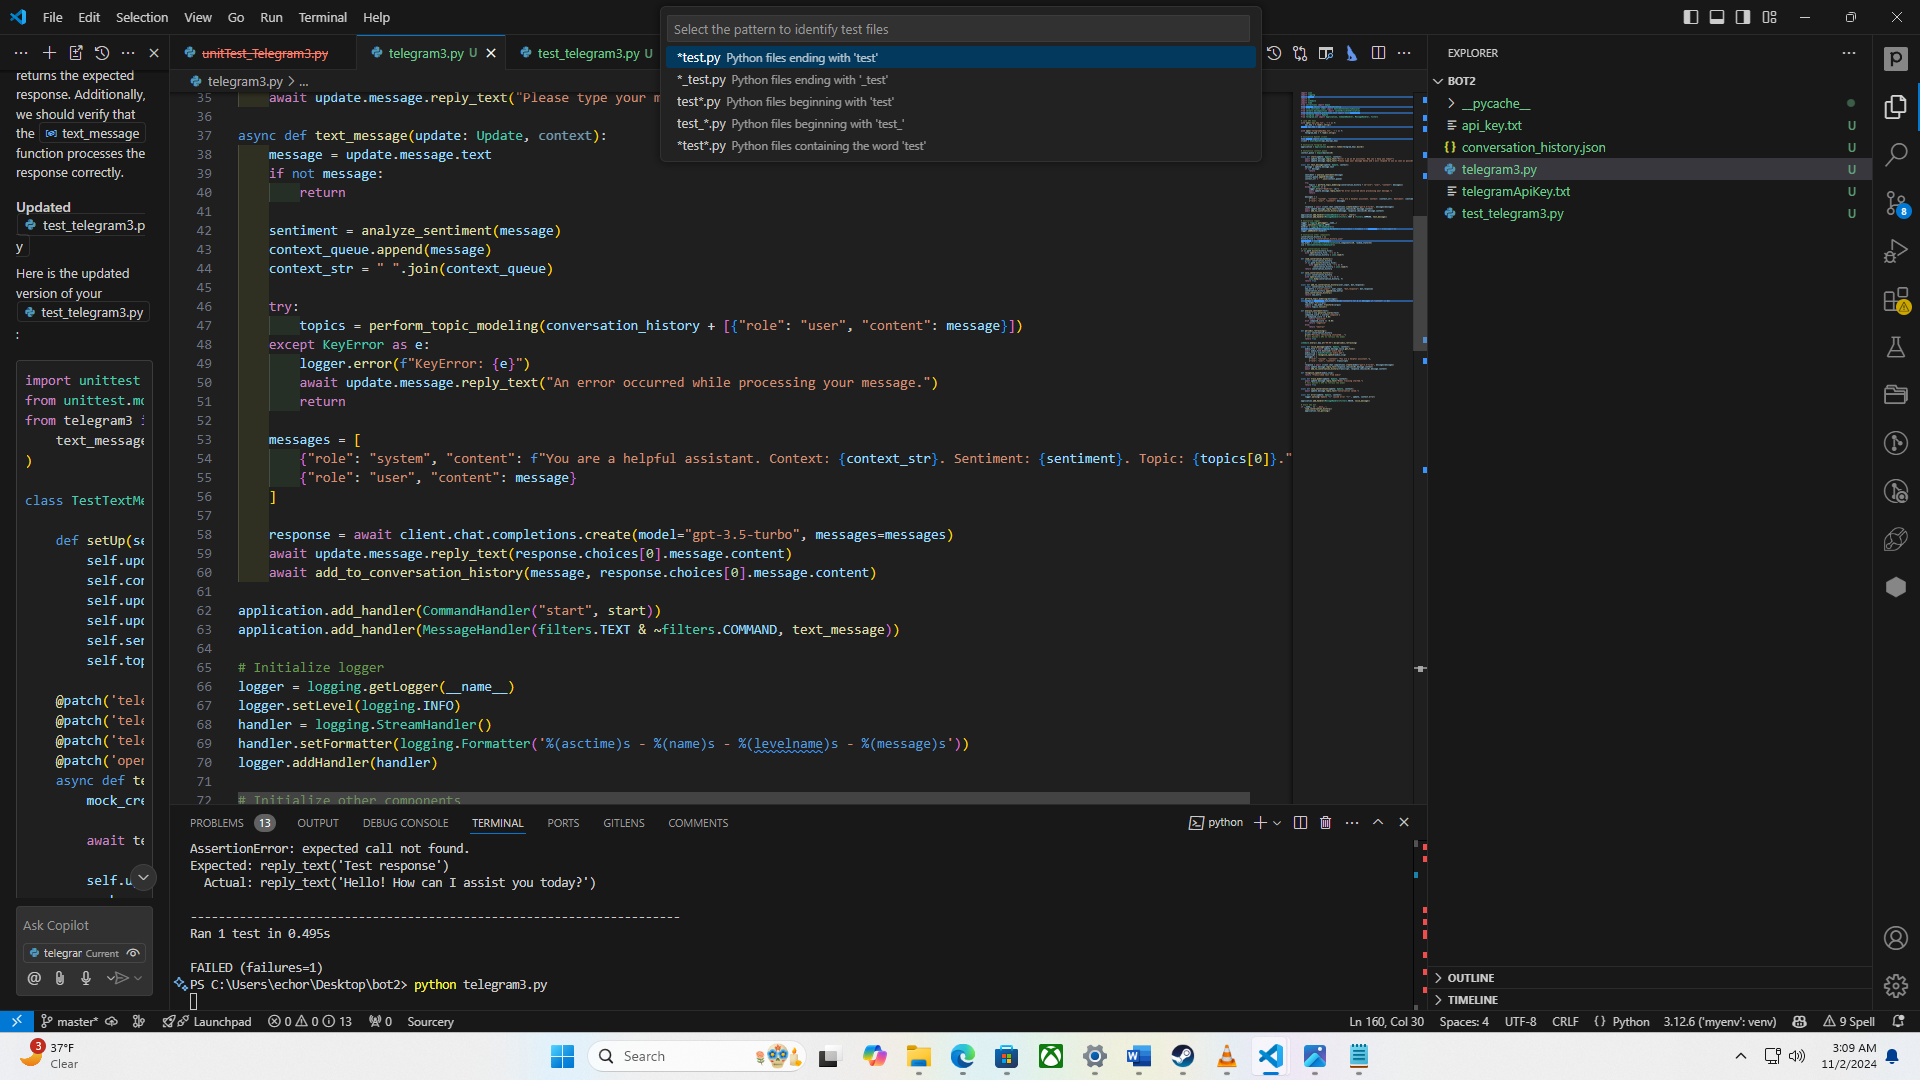 File Edit Selection View Go Run Terminal Help
Select the pattern to identify test files
*test.py Python files ending with 'test'
*_test.py Python files ending with '_test'
test*.py Python files beginning with 'test'
test_*.py Python files beginning with 'test_'
*test*.py Python files containing the word 'test'
returns the expected
response. Additionally,
we should verify that
the text_message
function processes the
response correctly.
Updated
test_telegram3.p
y
Here is the updated
version of your
test_telegram3.py
:
import unittest
from unittest.mo
from telegram3 i
text_message
)
class TestTextMe
def setUp(se
self.upd
self.con
self.upd
self.upd
self.sen
self.top
@patch('tele
@patch('tele
@patch('tele
@patch('open
async def te
mock_cre
await te
self.u
Ask Copilot
telegrar Current
unitTest_Telegram3.py
telegram3.py U
test_telegram3.py U
telegram3.py > ...
35 await update.message.reply_text("Please type your m
36
37 async def text_message(update: Update, context):
38 message = update.message.text
39 if not message:
40 return
41
42 sentiment = analyze_sentiment(message)
43 context_queue.append(message)
44 context_str = " ".join(context_queue)
45
46 try:
47 topics = perform_topic_modeling(conversation_history + [{"role": "user", "content": message}])
48 except KeyError as e:
49 logger.error(f"KeyError: {e}")
50 await update.message.reply_text("An error occurred while processing your message.")
51 return
52
53 messages = [
54 {"role": "system", "content": f"You are a helpful assistant. Context: {context_str}. Sentiment: {sentiment}. Topic: {topics[0]}."
55 {"role": "user", "content": message}
56 ]
57
58 response = await client.chat.completions.create(model="gpt-3.5-turbo", messages=messages)
59 await update.message.reply_text(response.choices[0].message.content)
60 await add_to_conversation_history(message, response.choices[0].message.content)
61
62 application.add_handler(CommandHandler("start", start))
63 application.add_handler(MessageHandler(filters.TEXT & ~filters.COMMAND, text_message))
64
65 # Initialize logger
66 logger = logging.getLogger(__name__)
67 logger.setLevel(logging.INFO)
68 handler = logging.StreamHandler()
69 handler.setFormatter(logging.Formatter('%(asctime)s - %(name)s - %(levelname)s - %(message)s'))
70 logger.addHandler(handler)
71
72 # Initialize other components
PROBLEMS 13 OUTPUT DEBUG CONSOLE TERMINAL PORTS GITLENS COMMENTS
python
AssertionError: expected call not found.
Expected: reply_text('Test response')
Actual: reply_text('Hello! How can I assist you today?')
----------------------------------------------------------------------
Ran 1 test in 0.495s
FAILED (failures=1)
PS C:\Users\echor\Desktop\bot2> python telegram3.py
EXPLORER
BOT2
__pycache__
api_key.txt U
conversation_history.json U
telegram3.py U
telegramApiKey.txt U
test_telegram3.py U
OUTLINE
TIMELINE
8
master* Launchpad 0 0 13 0 Sourcery
Ln 160, Col 30 Spaces: 4 UTF-8 CRLF Python 3.12.6 ('myenv': venv) 9 Spell
3
37°F
Clear
Search
3:09 AM
11/2/2024